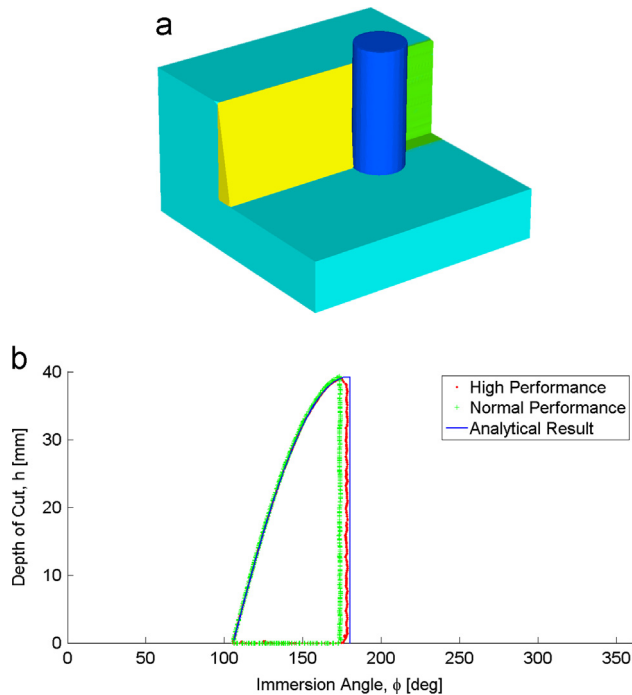 a
b
40
30
20
10
0
Depth of Cut, h [mm]
High Performance
Normal Performance
Analytical Result
0 50 100 150 200 250 300 350
Immersion Angle, ϕ [deg]